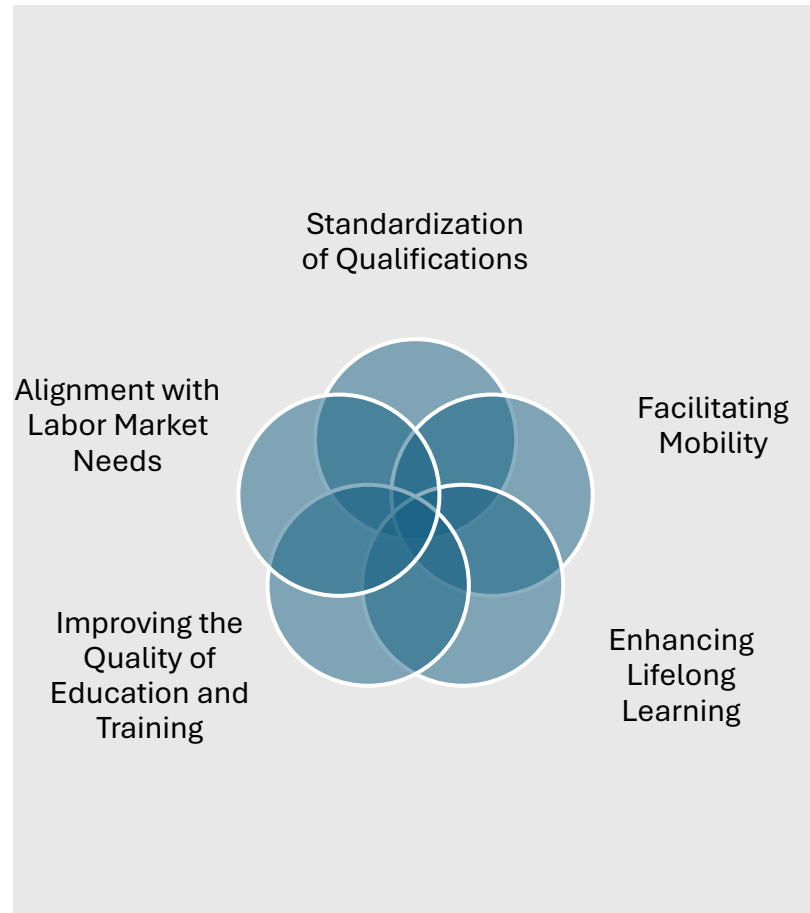 Standardization
of Qualifications
Facilitating
Mobility
Enhancing
Lifelong
Learning
Improving the
Quality of
Education and
Training
Alignment with
Labor Market
Needs